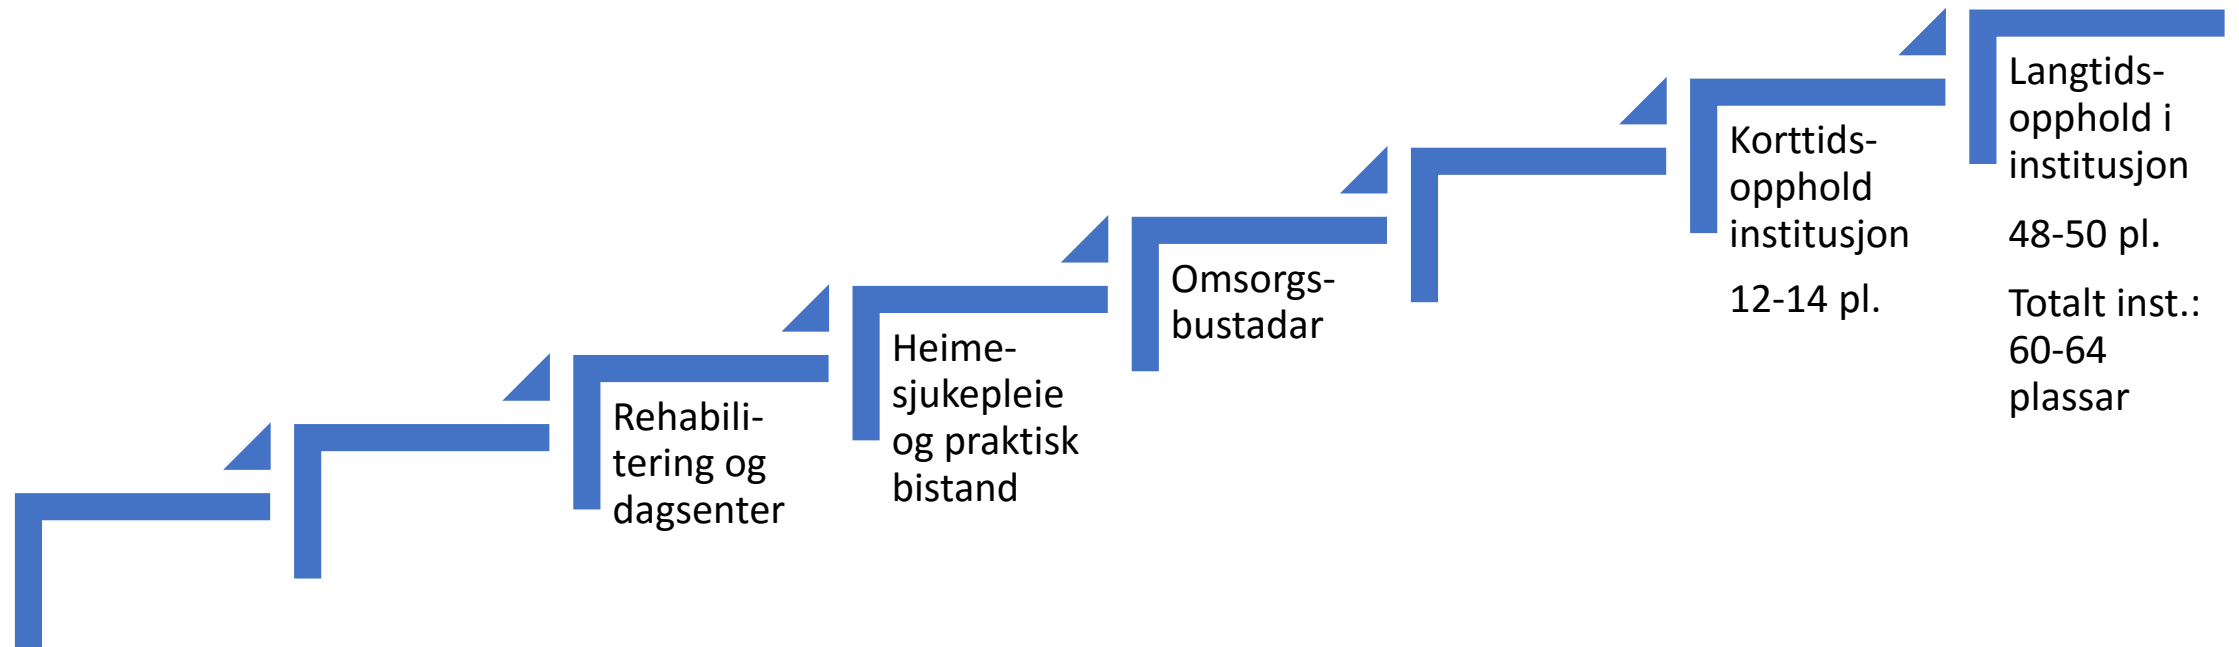 Rehabili-
tering og
dagsenter
Heime-
sjukepleie
og praktisk
bistand
Omsorgs-
bustadar
Korttids-
opphold
institusjon
12-14 pl.
Langtids-
opphold i
institusjon
48-50 pl.
Totalt inst.:
60-64
plassar